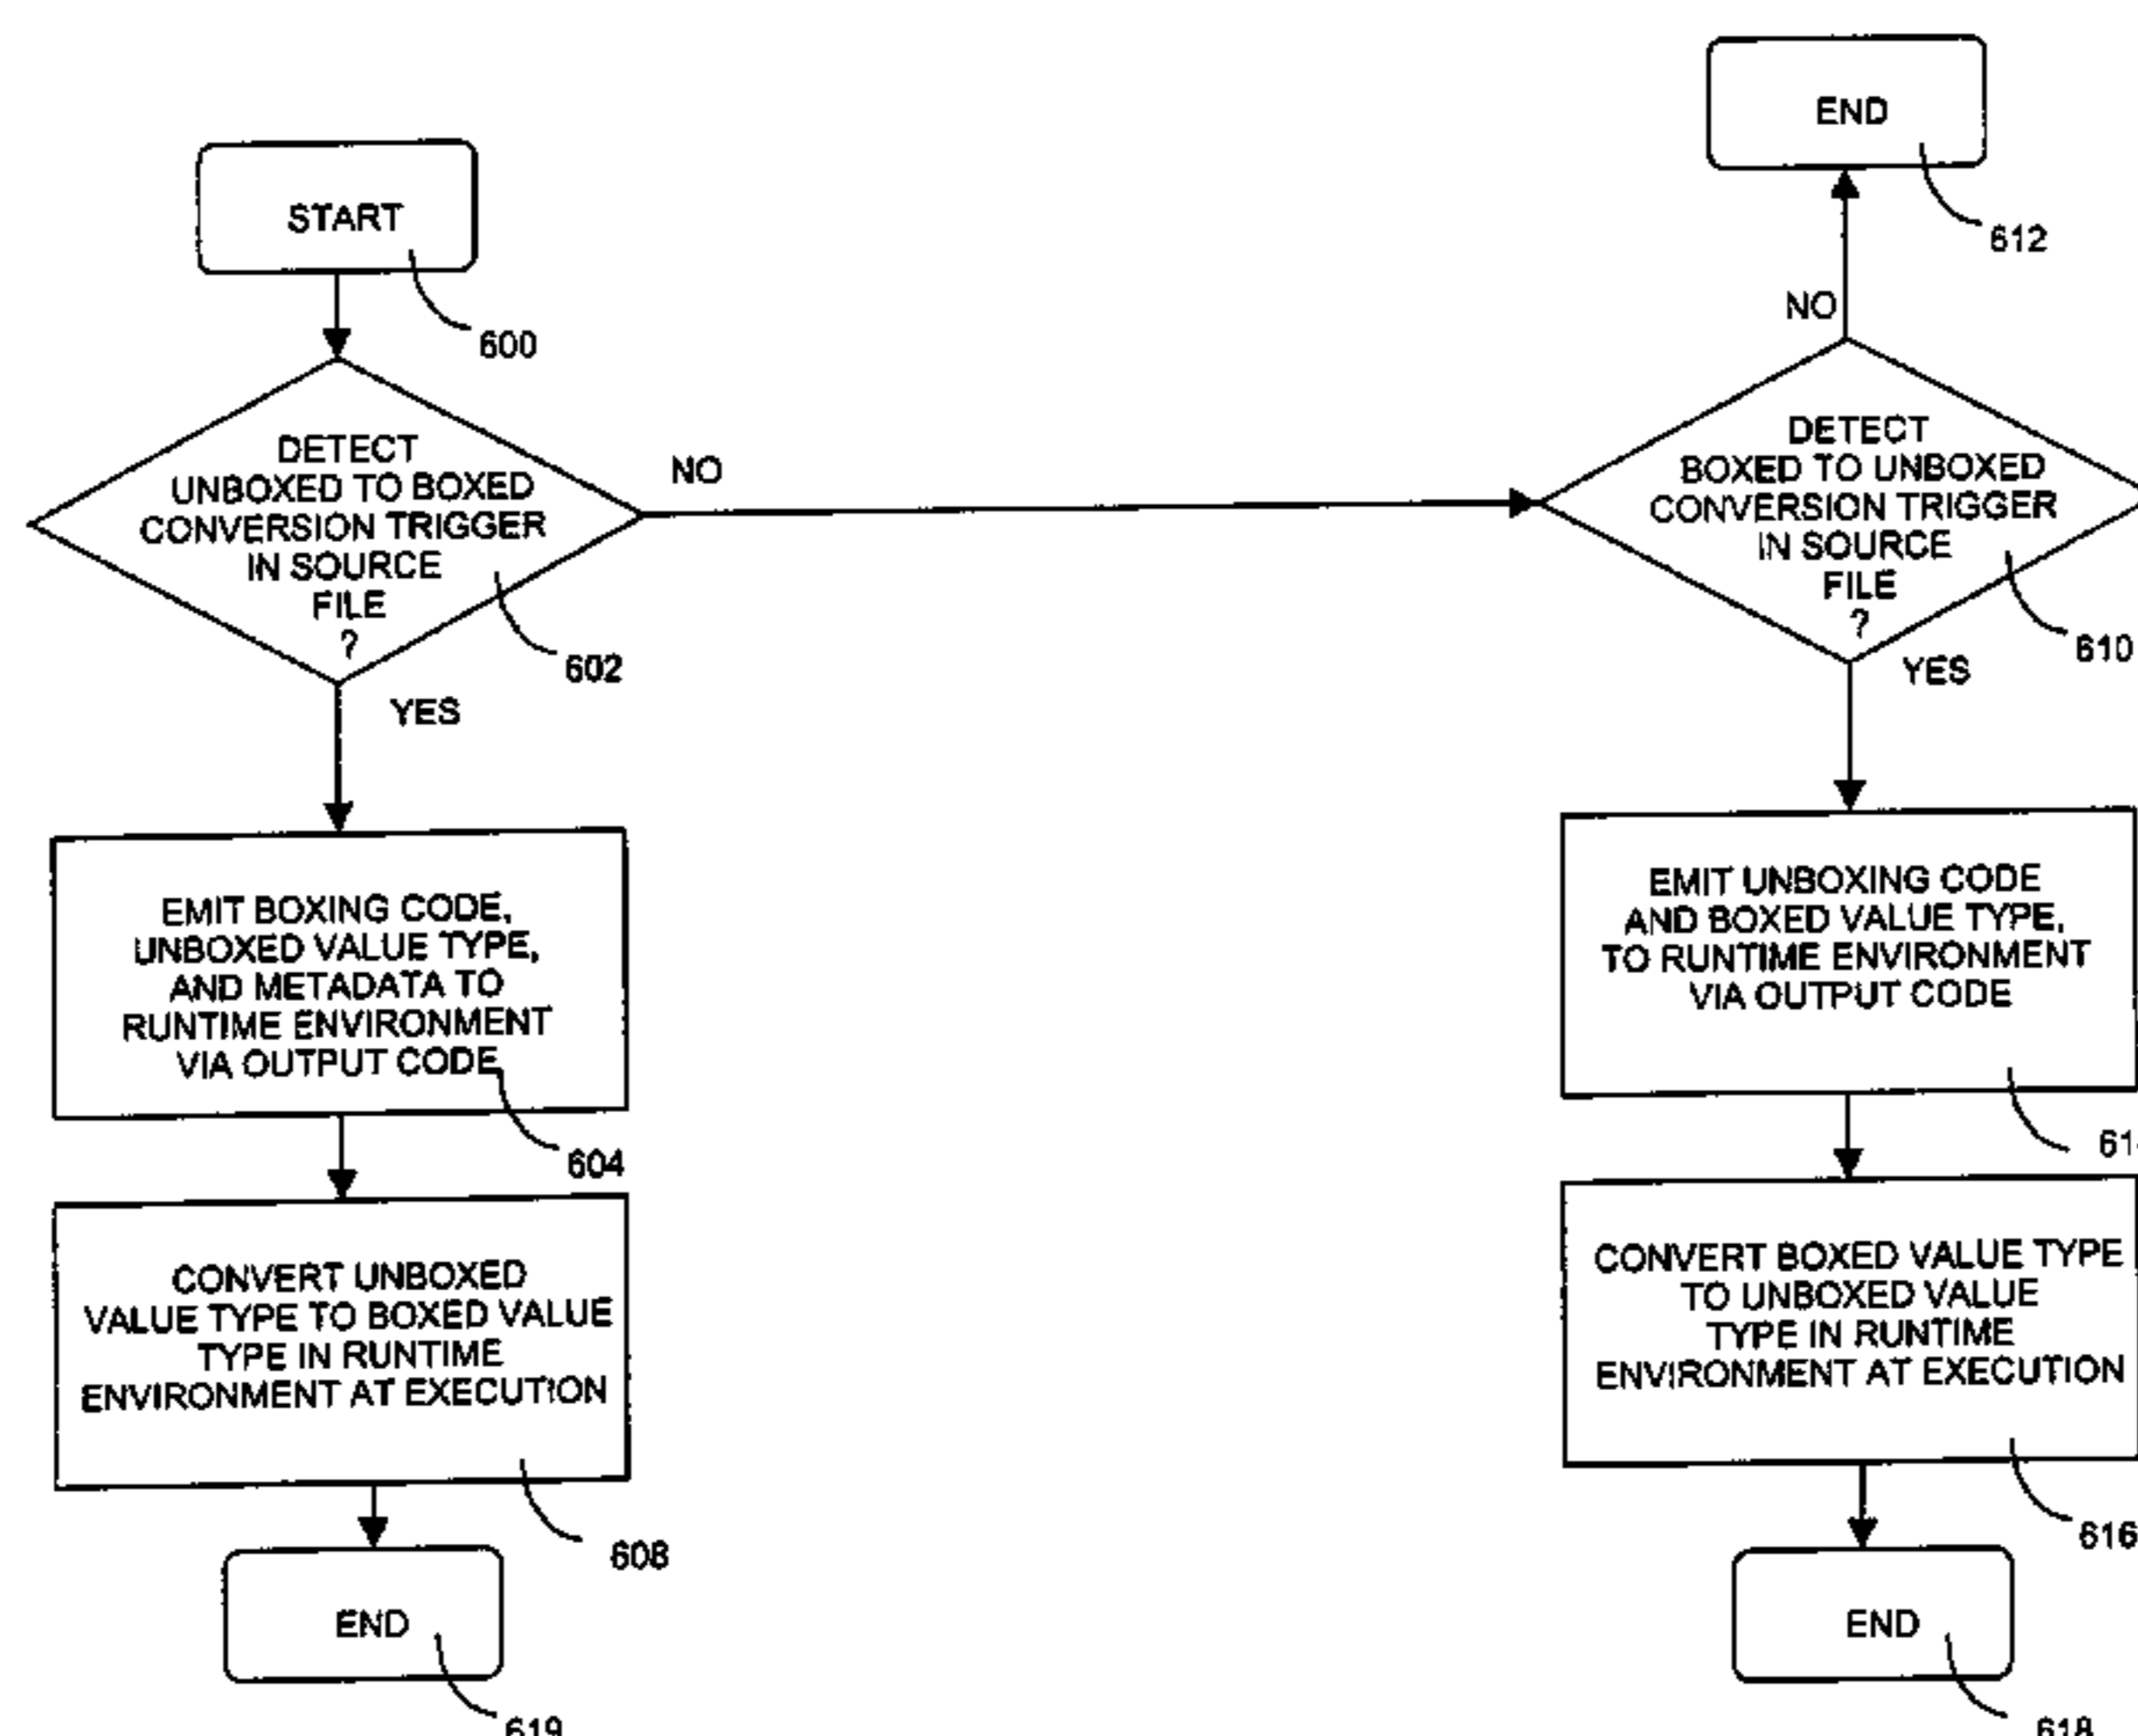 START
600
DETECT
UNBOXED TO BOXED
CONVERSION TRIGGER
IN SOURCE
FILE
?
602
NO
YES
EMIT BOXING CODE,
UNBOXED VALUE TYPE,
AND METADATA TO
RUNTIME ENVIRONMENT
VIA OUTPUT CODE
604
CONVERT UNBOXED
VALUE TYPE TO BOXED VALUE
TYPE IN RUNTIME
ENVIRONMENT AT EXECUTION
608
END
619
END
612
NO
DETECT
BOXED TO UNBOXED
CONVERSION TRIGGER
IN SOURCE
FILE
?
610
YES
EMIT UNBOXING CODE
AND BOXED VALUE TYPE,
TO RUNTIME ENVIRONMENT
VIA OUTPUT CODE
CONVERT BOXED VALUE TYPE
TO UNBOXED VALUE
TYPE IN RUNTIME
ENVIRONMENT AT EXECUTION
616
END
618